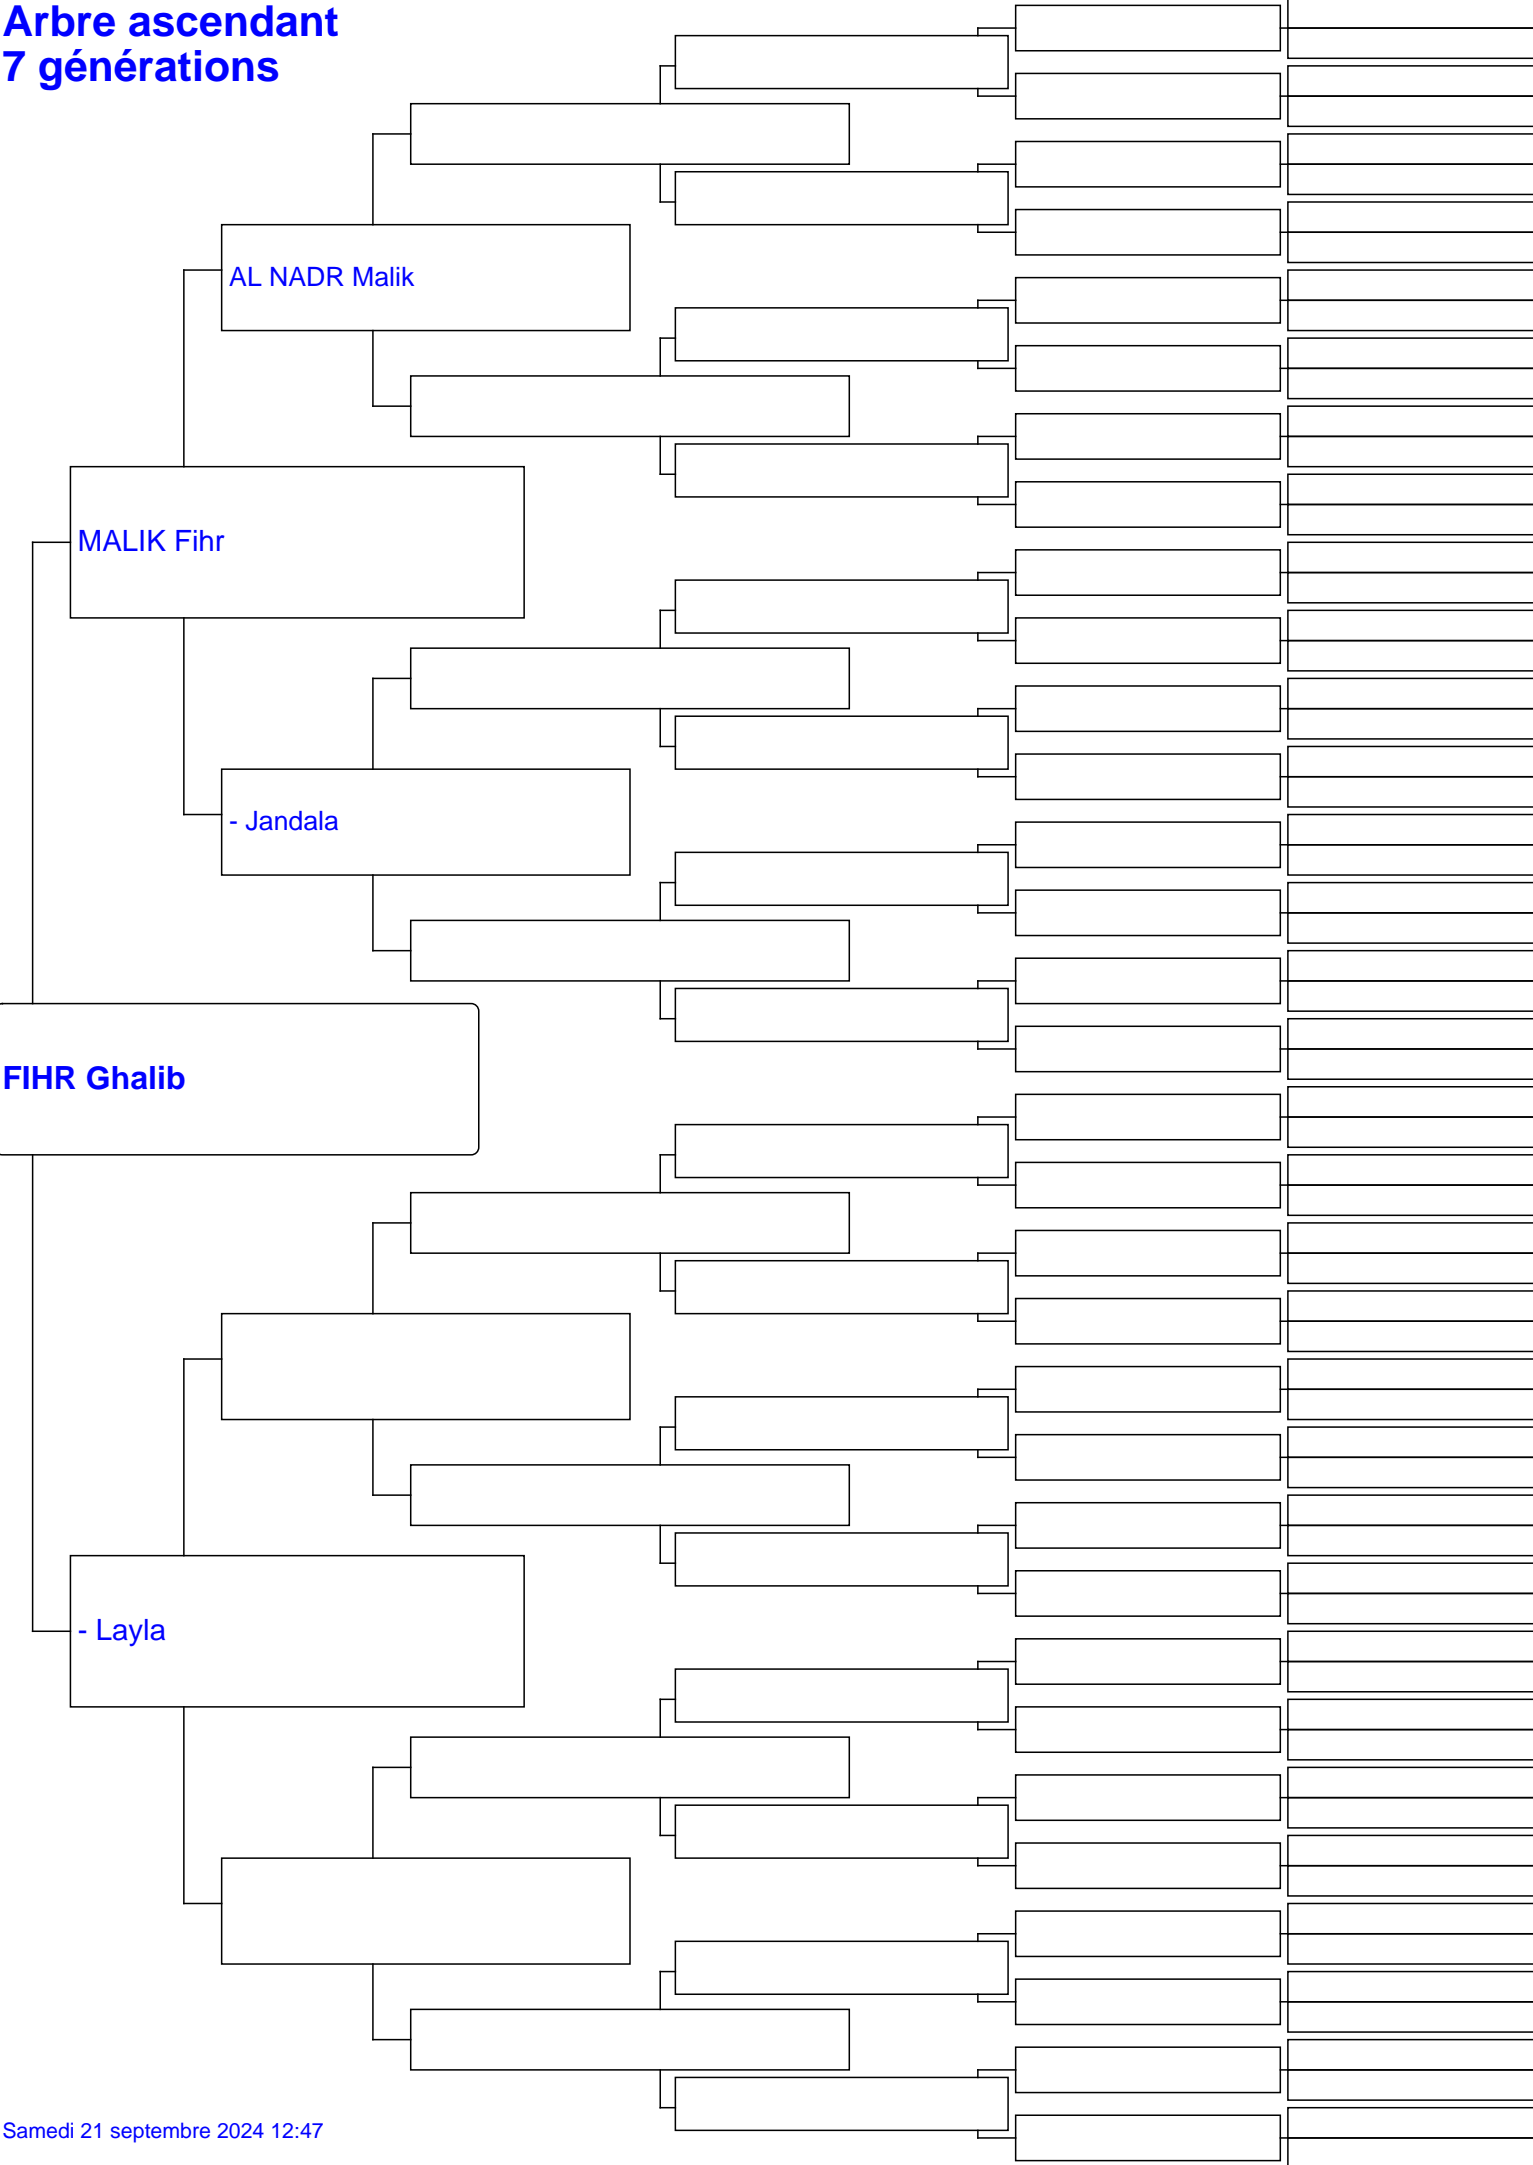 Arbre ascendant
7 générations
AL NADR Malik
MALIK Fihr
- Jandala
FIHR Ghalib
- Layla
Samedi 21 septembre 2024 12:47